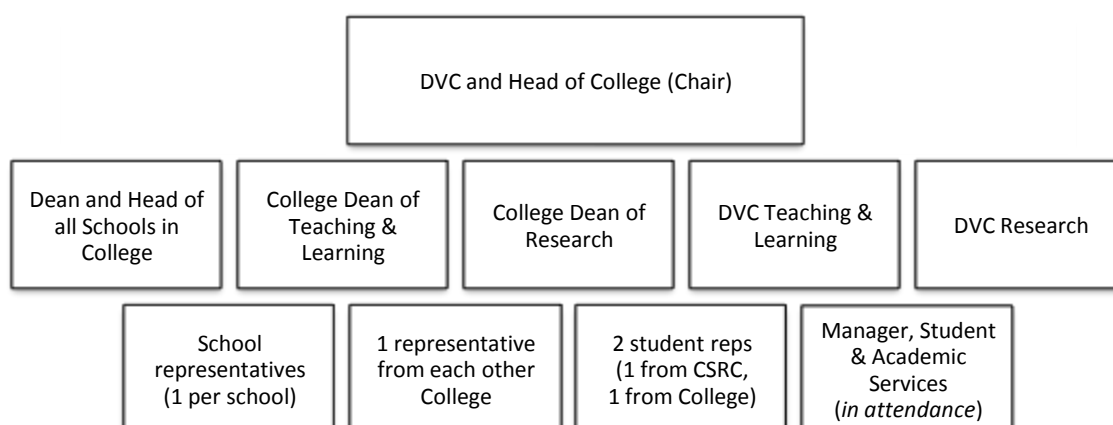 DVC and Head of College (Chair)
Dean and Head of
all Schools in
College
College Dean of
Teaching &
Learning
College Dean of
Research
DVC Teaching &
Learning
DVC Research
School
representatives
(1 per school)
1 representative
from each other
College
2 student reps
(1 from CSRC,
1 from College)
Manager, Student
& Academic
Services
(in attendance)